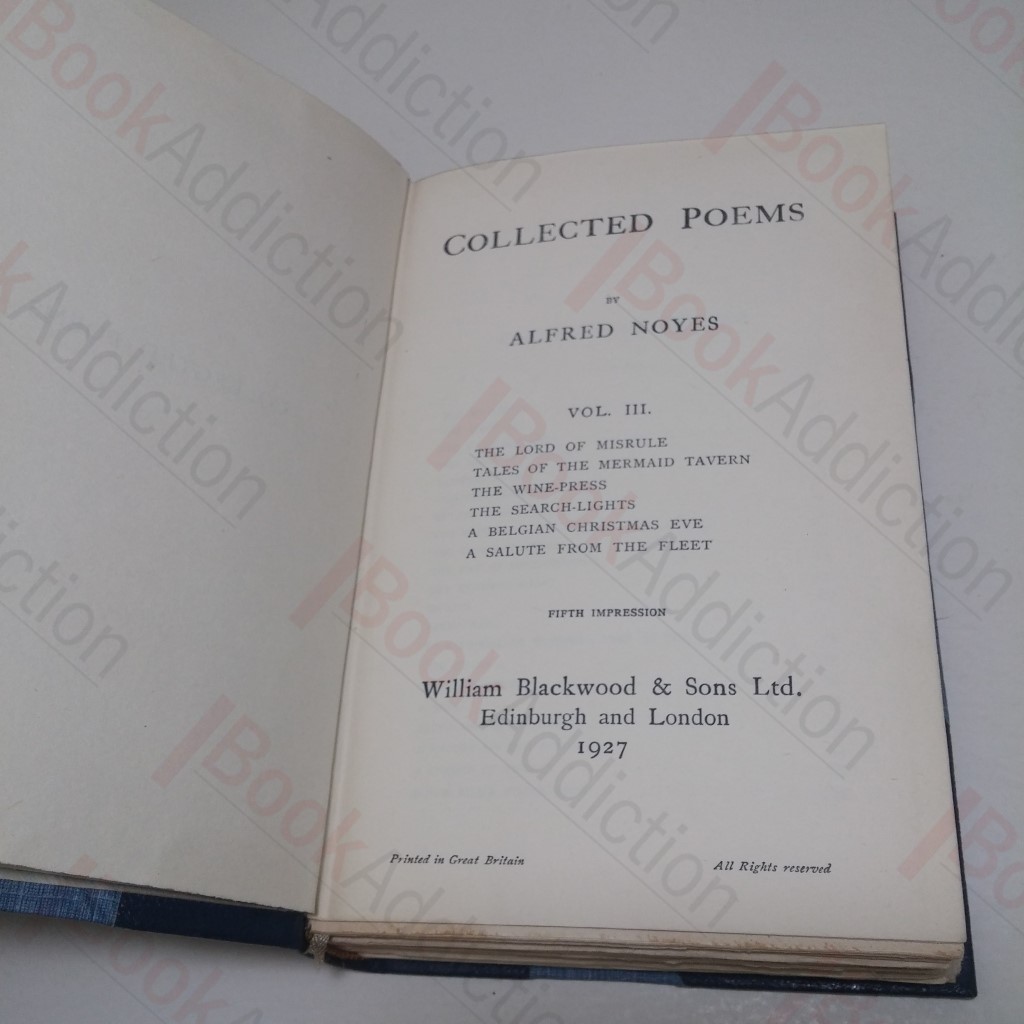 COLLECTED POEMS
BY
ALFRED NOYES
VOL. III.
THE LORD OF MISRULE
TALES OF THE MERMAID TAVERN
THE WINE-PRESS
THE SEARCH-LIGHTS
A BELGIAN CHRISTMAS EVE
A SALUTE FROM THE FLEET
FIFTH IMPRESSION
William Blackwood & Sons Ltd.
Edinburgh and London
1927
Printed in Great Britain
All Rights reserved
BookAddiction